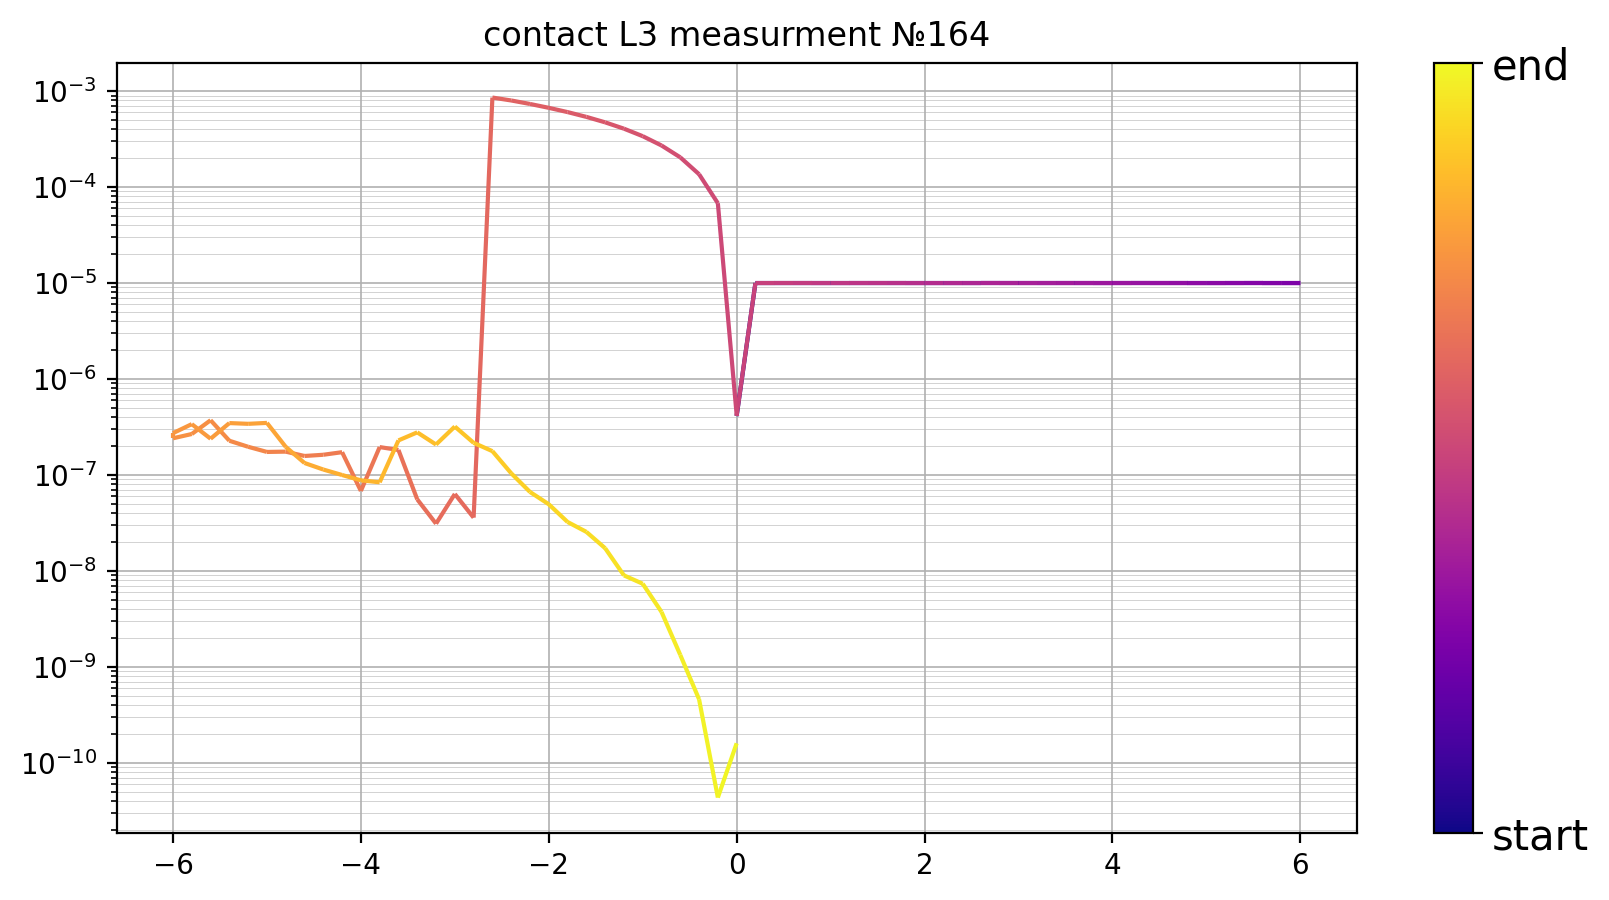 contact L3 measurment №164
10⁻³
10⁻⁴
10⁻⁵
10⁻⁶
10⁻⁷
10⁻⁸
10⁻⁹
10⁻¹⁰
−6 −4 −2 0 2 4 6
end
start